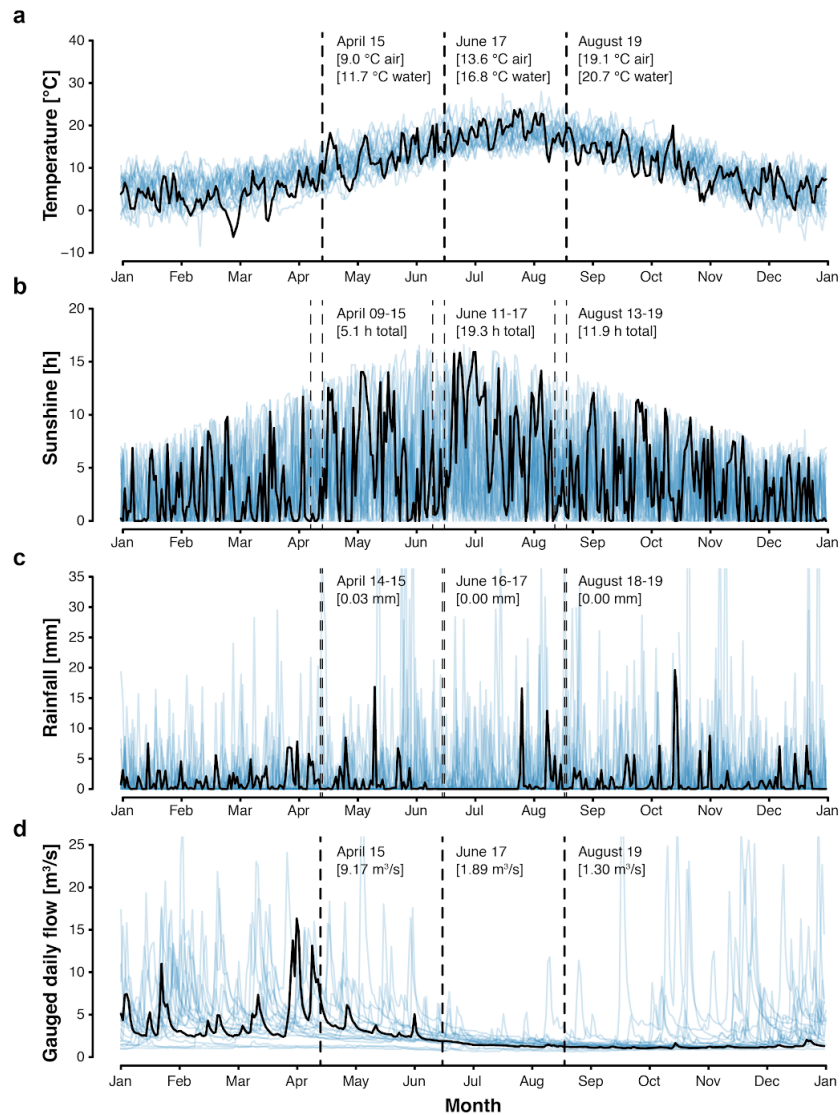 a
Temperature [°C]
40
30
20
10
0
−10
April 15
[9.0 °C air]
[11.7 °C water]
June 17
[13.6 °C air]
[16.8 °C water]
August 19
[19.1 °C air]
[20.7 °C water]
Jan Feb Mar Apr May Jun Jul Aug Sep Oct Nov Dec Jan
b
Sunshine [h]
20
15
10
5
0
April 09-15
[5.1 h total]
June 11-17
[19.3 h total]
August 13-19
[11.9 h total]
Jan Feb Mar Apr May Jun Jul Aug Sep Oct Nov Dec Jan
c
Rainfall [mm]
35
30
25
20
15
10
5
0
April 14-15
[0.03 mm]
June 16-17
[0.00 mm]
August 18-19
[0.00 mm]
Jan Feb Mar Apr May Jun Jul Aug Sep Oct Nov Dec Jan
d
Gauged daily flow [m³/s]
25
20
15
10
5
0
April 15
[9.17 m³/s]
June 17
[1.89 m³/s]
August 19
[1.30 m³/s]
Jan Feb Mar Apr May Jun Jul Aug Sep Oct Nov Dec Jan
Month